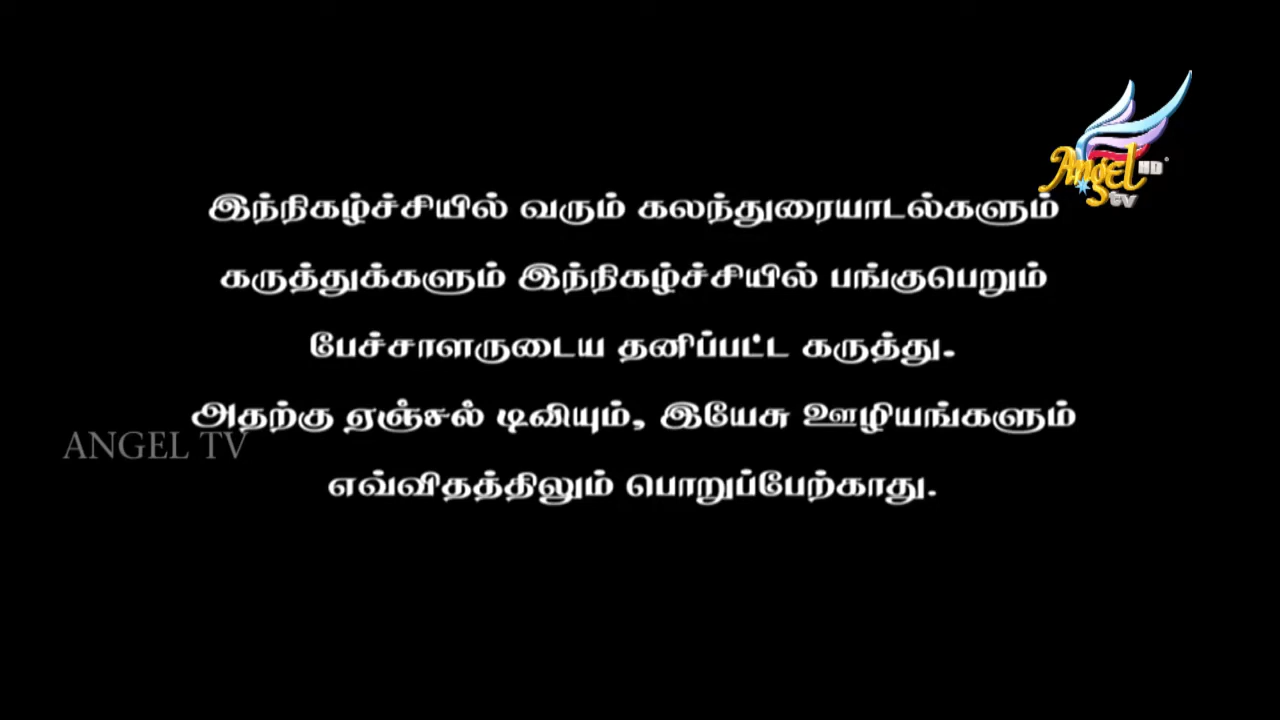 Angel HD
tv
இந்நிகழ்ச்சியில் வரும் கலந்துரையாடல்களும்
கருத்துக்களும் இந்நிகழ்ச்சியில் பங்குபெறும்
பேச்சாளருடைய தனிப்பட்ட கருத்து.
அதற்கு ஏஞ்சல் டிவியும், இயேசு ஊழியங்களும்
ANGEL TV
எவ்விதத்திலும் பொறுப்பேற்காது.